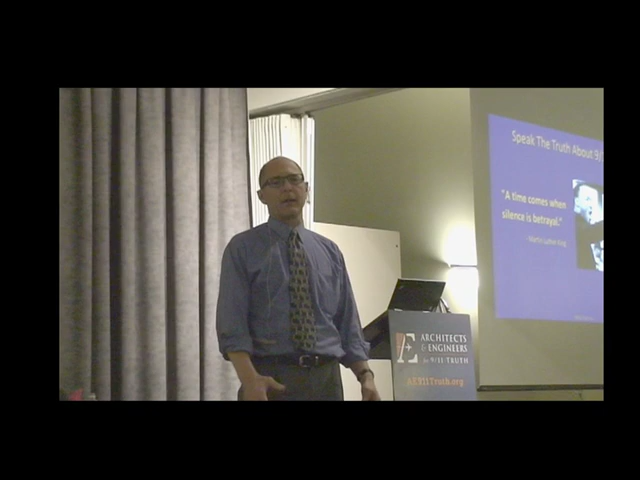 Speak The Truth About 9/
"A time comes when
silence is betrayal."
- Martin Luther King
Æ
ARCHITECTS
& ENGINEERS
for 9/11 TRUTH
AE911Truth.org